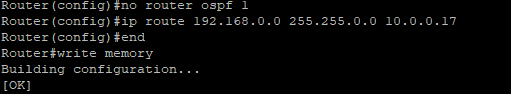 Router(config)#no router ospf 1
Router(config)#ip route 192.168.0.0 255.255.0.0 10.0.0.17
Router(config)#end
Router#write memory
Building configuration...
[OK]